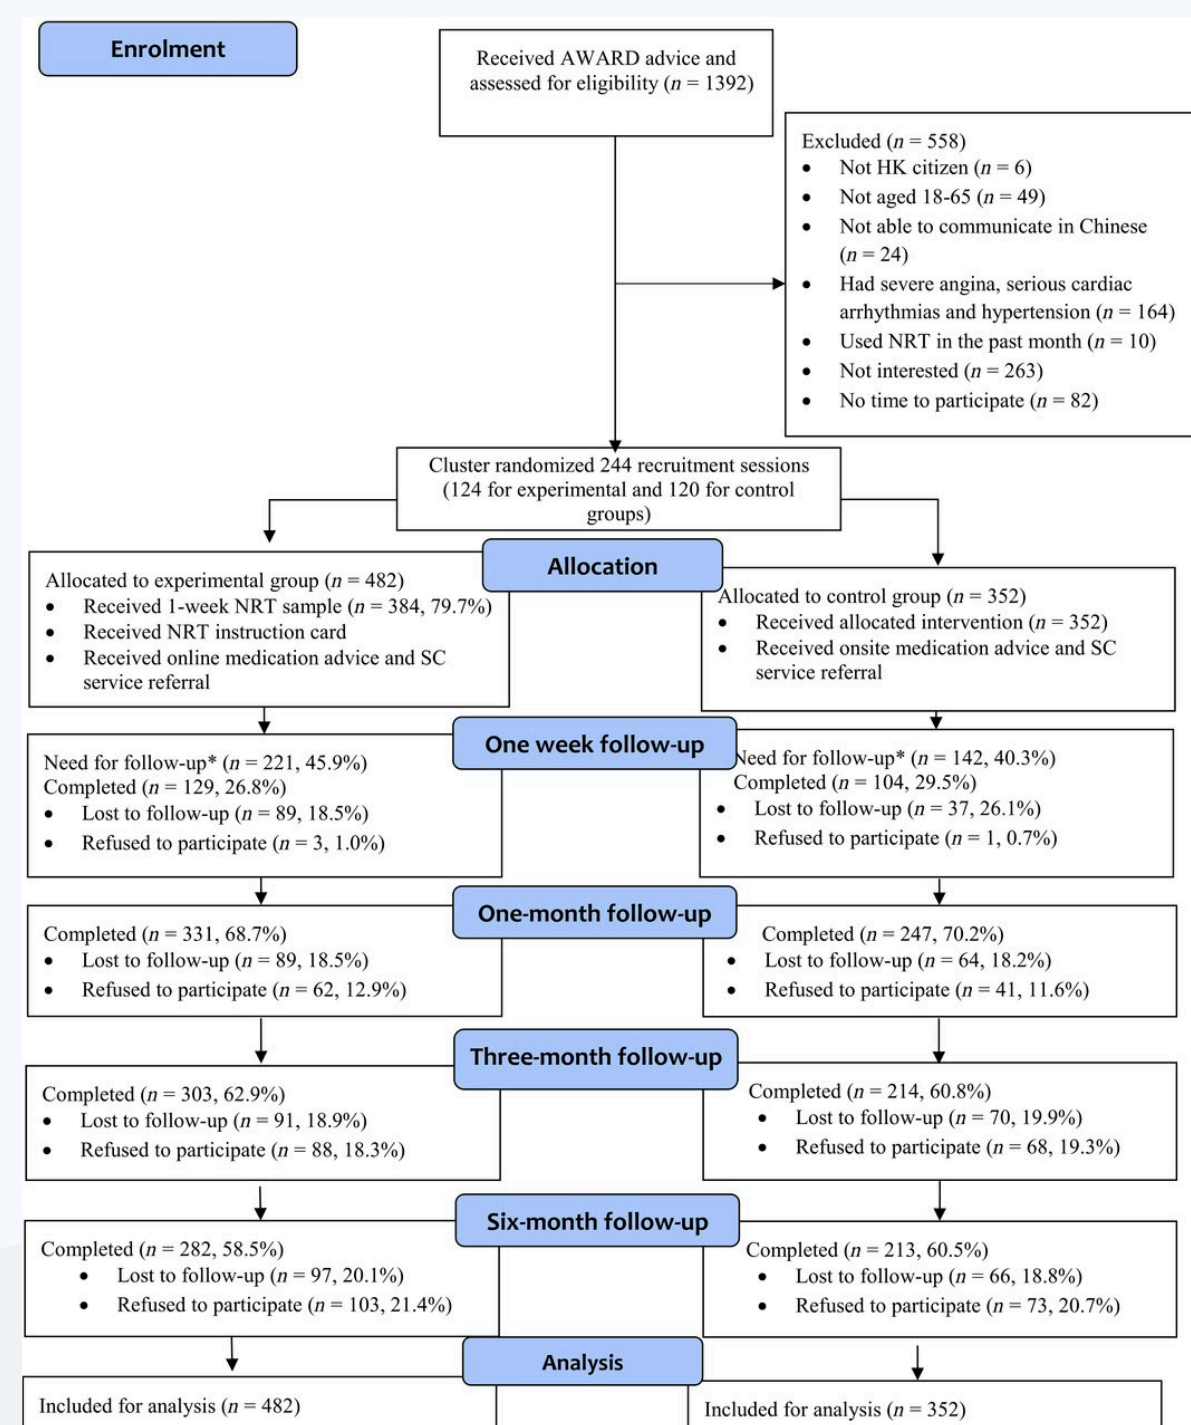 Enrolment
Received AWARD advice and
assessed for eligibility (n = 1392)
Excluded (n = 558)
• Not HK citizen (n = 6)
• Not aged 18-65 (n = 49)
• Not able to communicate in Chinese
(n = 24)
• Had severe angina, serious cardiac
arrhythmias and hypertension (n = 164)
• Used NRT in the past month (n = 10)
• Not interested (n = 263)
• No time to participate (n = 82)
Cluster randomized 244 recruitment sessions
(124 for experimental and 120 for control
groups)
Allocation
Allocated to experimental group (n = 482)
• Received 1-week NRT sample (n = 384, 79.7%)
• Received NRT instruction card
• Received online medication advice and SC
service referral
Allocated to control group (n = 352)
• Received allocated intervention (n = 352)
• Received onsite medication advice and SC
service referral
One week follow-up
Need for follow-up* (n = 221, 45.9%)
Completed (n = 129, 26.8%)
• Lost to follow-up (n = 89, 18.5%)
• Refused to participate (n = 3, 1.0%)
Need for follow-up* (n = 142, 40.3%)
Completed (n = 104, 29.5%)
• Lost to follow-up (n = 37, 26.1%)
• Refused to participate (n = 1, 0.7%)
One-month follow-up
Completed (n = 331, 68.7%)
• Lost to follow-up (n = 89, 18.5%)
• Refused to participate (n = 62, 12.9%)
Completed (n = 247, 70.2%)
• Lost to follow-up (n = 64, 18.2%)
• Refused to participate (n = 41, 11.6%)
Three-month follow-up
Completed (n = 303, 62.9%)
• Lost to follow-up (n = 91, 18.9%)
• Refused to participate (n = 88, 18.3%)
Completed (n = 214, 60.8%)
• Lost to follow-up (n = 70, 19.9%)
• Refused to participate (n = 68, 19.3%)
Six-month follow-up
Completed (n = 282, 58.5%)
• Lost to follow-up (n = 97, 20.1%)
• Refused to participate (n = 103, 21.4%)
Completed (n = 213, 60.5%)
• Lost to follow-up (n = 66, 18.8%)
• Refused to participate (n = 73, 20.7%)
Analysis
Included for analysis (n = 482)
Included for analysis (n = 352)